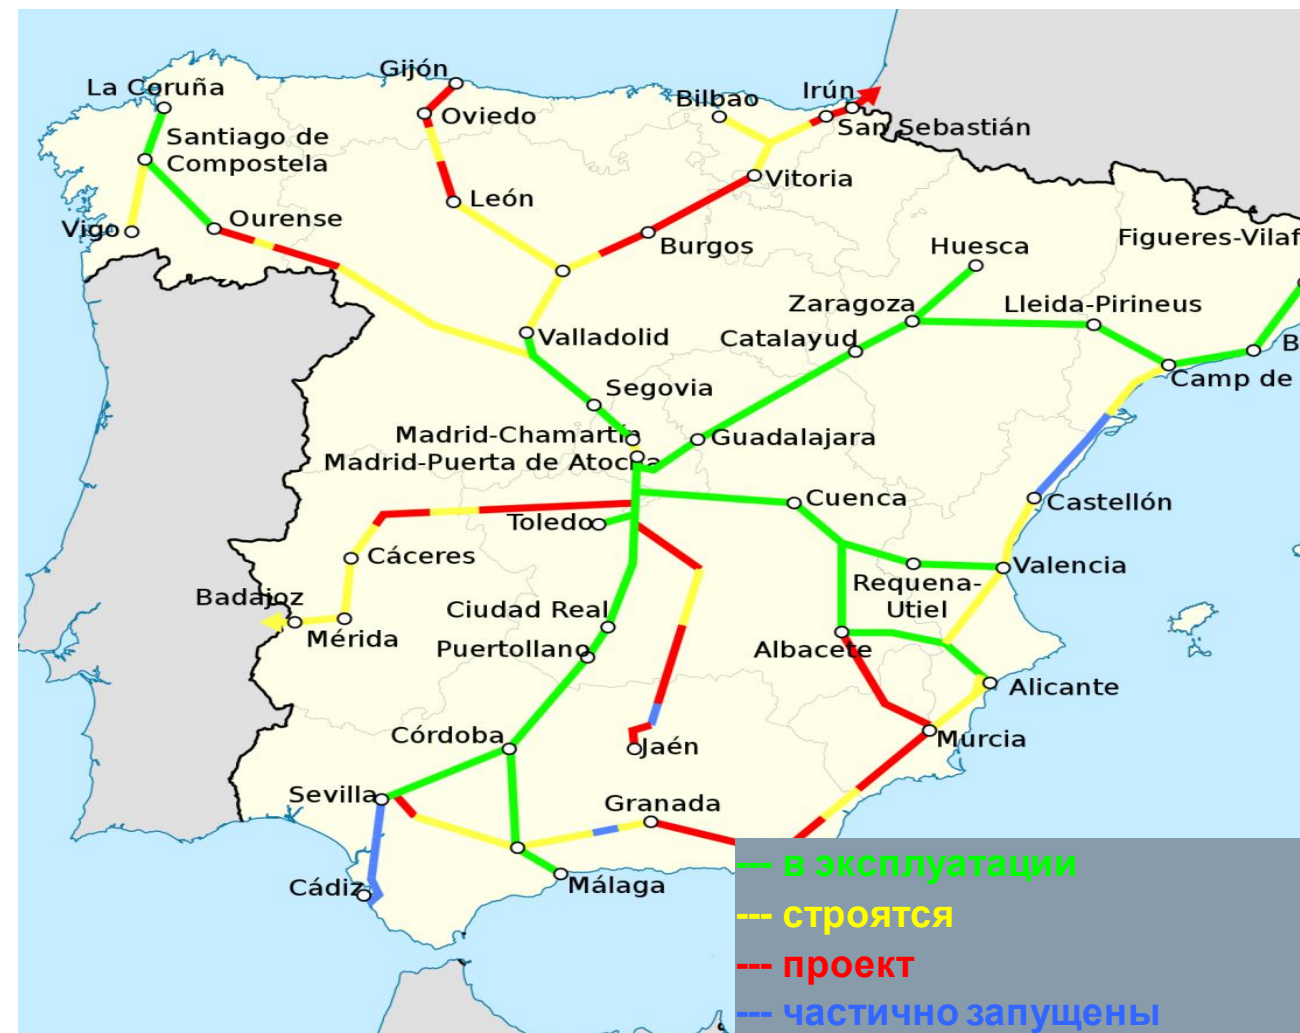 Gijón
La Coruña
Bilbao
Irún
Oviedo
San Sebastián
Santiago de
Compostela
Vitoria
León
Ourense
Vigo
Burgos
Huesca
Figueres-Vilaf
Zaragoza
Lleida-Pirineus
Valladolid
Catalayud
B
Segovia
Camp de
Madrid-Chamartín
Guadalajara
Madrid-Puerta de Atocha
Cuenca
Castellón
Toledo
Cáceres
Valencia
Requena-
Utiel
Badajoz
Ciudad Real
Mérida
Puertollano
Albacete
Alicante
Córdoba
Murcia
Jaén
Sevilla
Granada
Cádiz
Málaga
--- в эксплуатации
--- строятся
--- проект
--- частично запущены